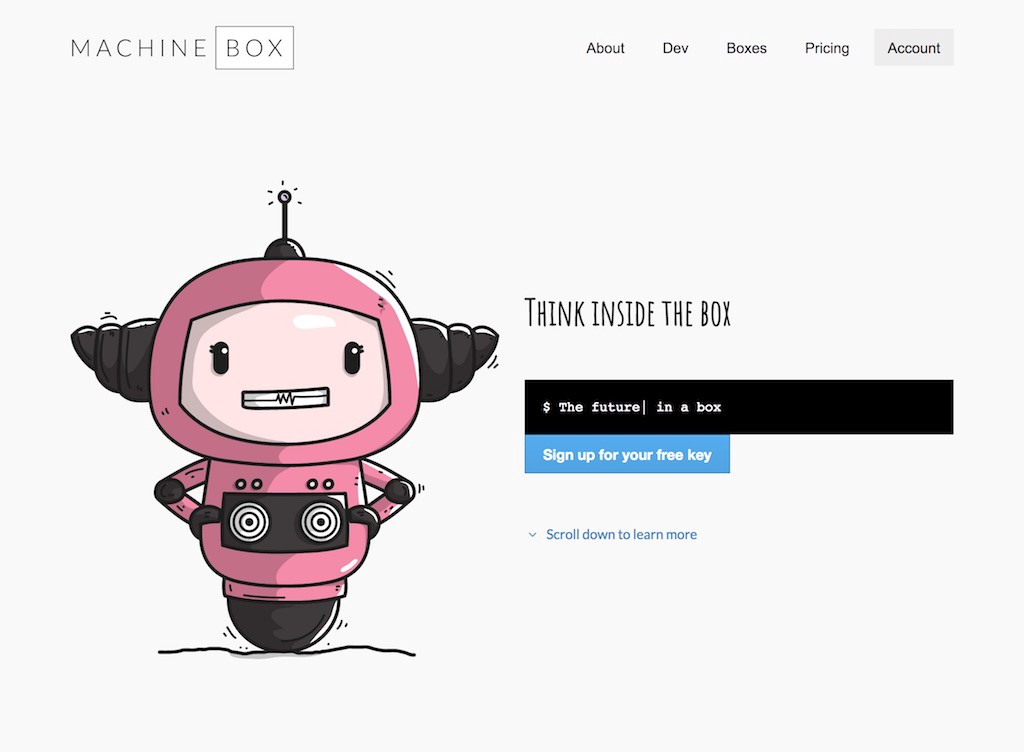 MACHINE BOX
About Dev Boxes Pricing Account
Think inside the box
$ The future| in a box
Sign up for your free key
Scroll down to learn more